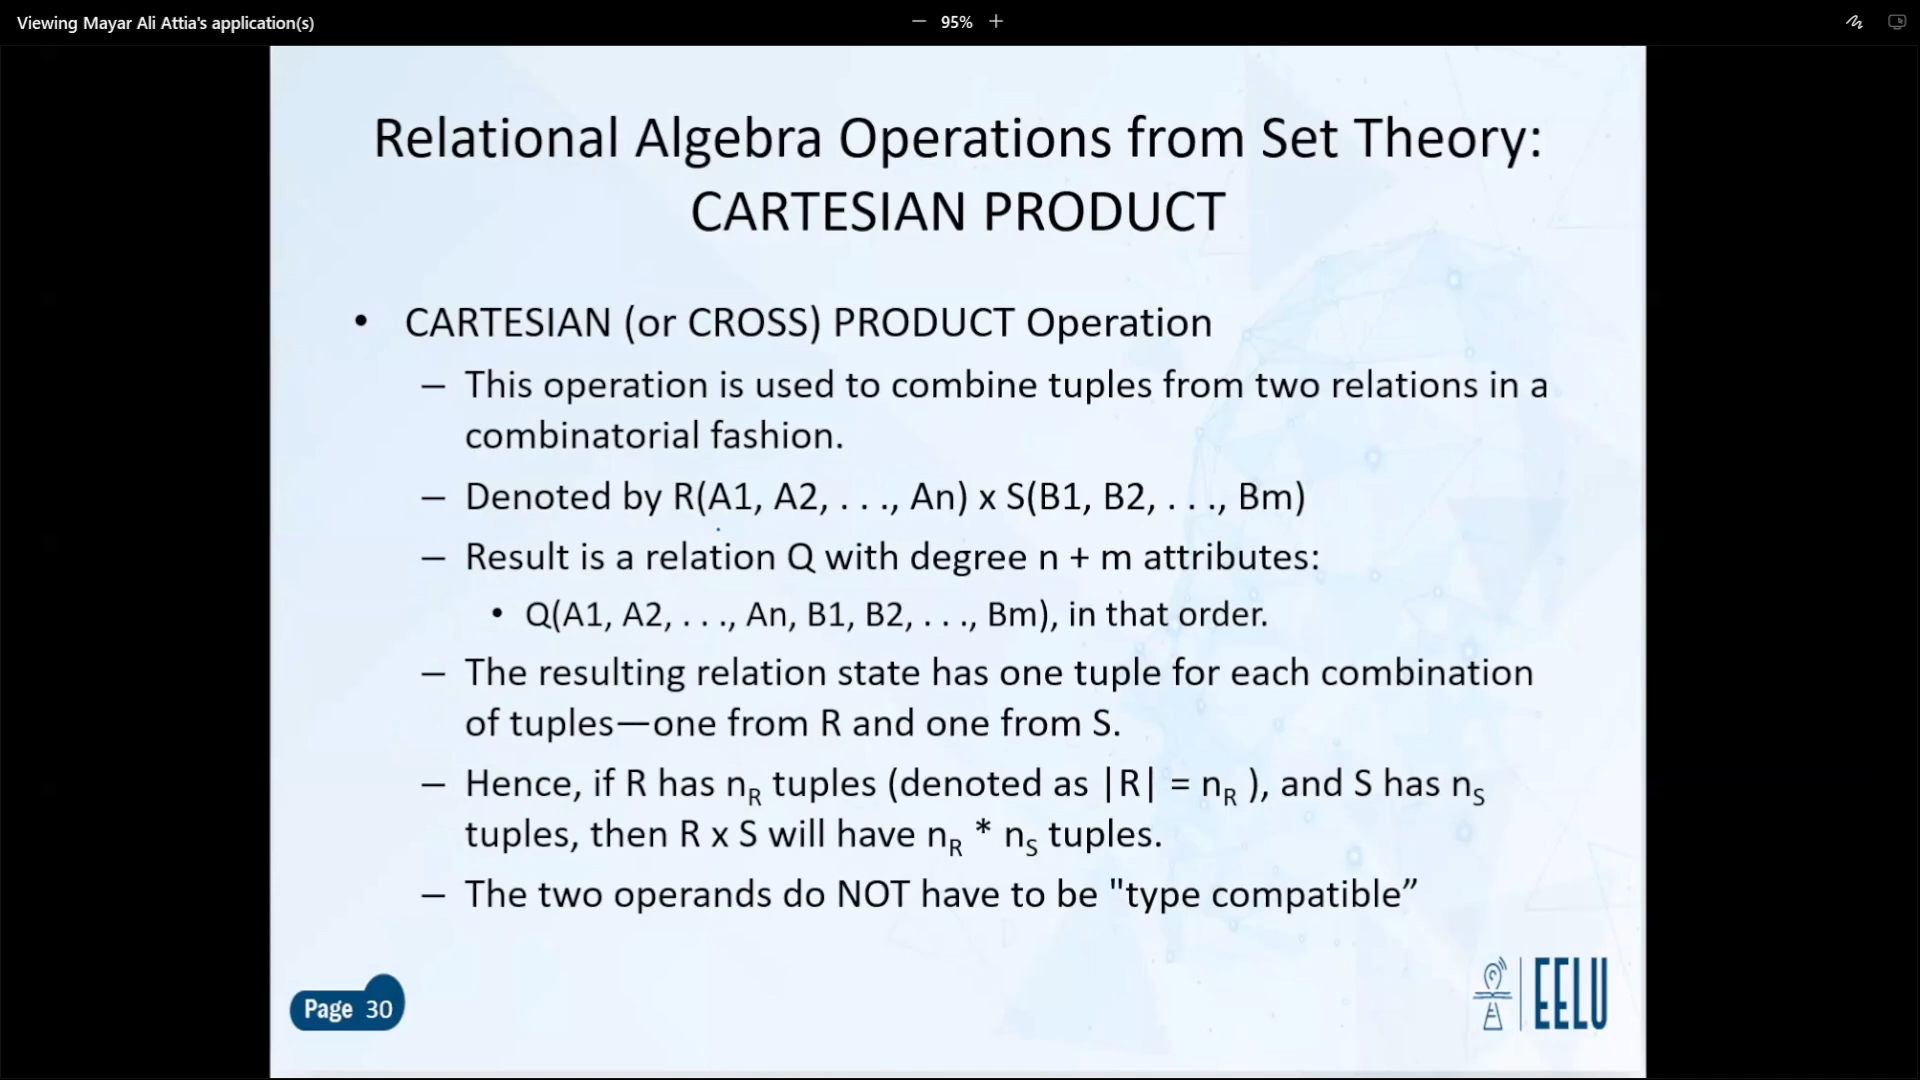 Viewing Mayar Ali Attia's application(s)
— 95% +
Relational Algebra Operations from Set Theory:
CARTESIAN PRODUCT
• CARTESIAN (or CROSS) PRODUCT Operation
– This operation is used to combine tuples from two relations in a
combinatorial fashion.
– Denoted by R(A1, A2, . . ., An) x S(B1, B2, . . ., Bm)
– Result is a relation Q with degree n + m attributes:
• Q(A1, A2, . . ., An, B1, B2, . . ., Bm), in that order.
– The resulting relation state has one tuple for each combination
of tuples—one from R and one from S.
– Hence, if R has nR tuples (denoted as |R| = nR ), and S has nS
tuples, then R x S will have nR * nS tuples.
– The two operands do NOT have to be "type compatible”
Page 30
EELU